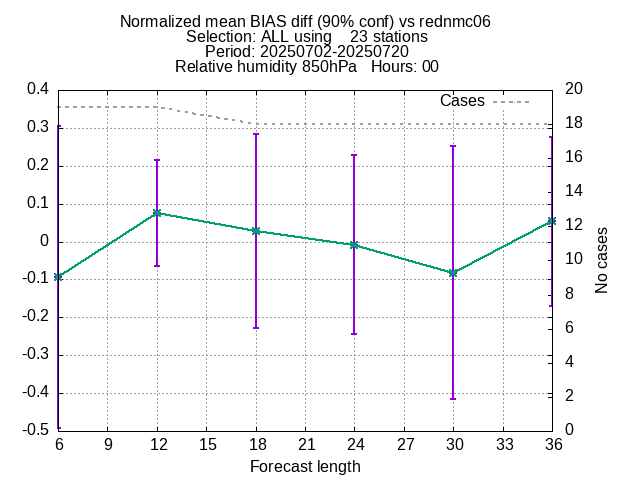 Normalized mean BIAS diff (90% conf) vs rednmc06
Selection: ALL using    23 stations
Period: 20250702-20250720
Relative humidity 850hPa   Hours: 00
Cases
0.4
0.3
0.2
0.1
0
-0.1
-0.2
-0.3
-0.4
-0.5
20
18
16
14
12
10
8
6
4
2
0
No cases
6 9 12 15 18 21 24 27 30 33 36
Forecast length